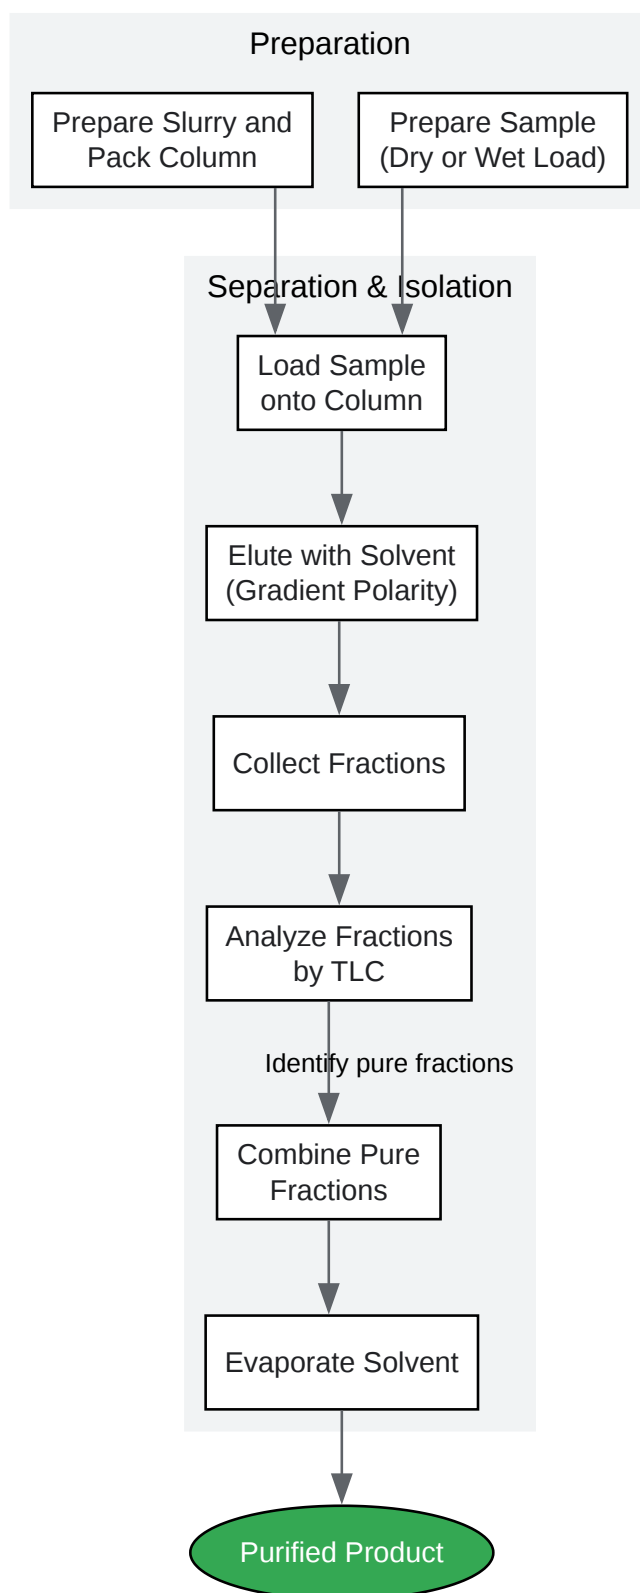 Preparation
Prepare Slurry and
Pack Column
Prepare Sample
(Dry or Wet Load)
Separation & Isolation
Load Sample
onto Column
Elute with Solvent
(Gradient Polarity)
Collect Fractions
Analyze Fractions
by TLC
Identify pure fractions
Combine Pure
Fractions
Evaporate Solvent
Purified Product